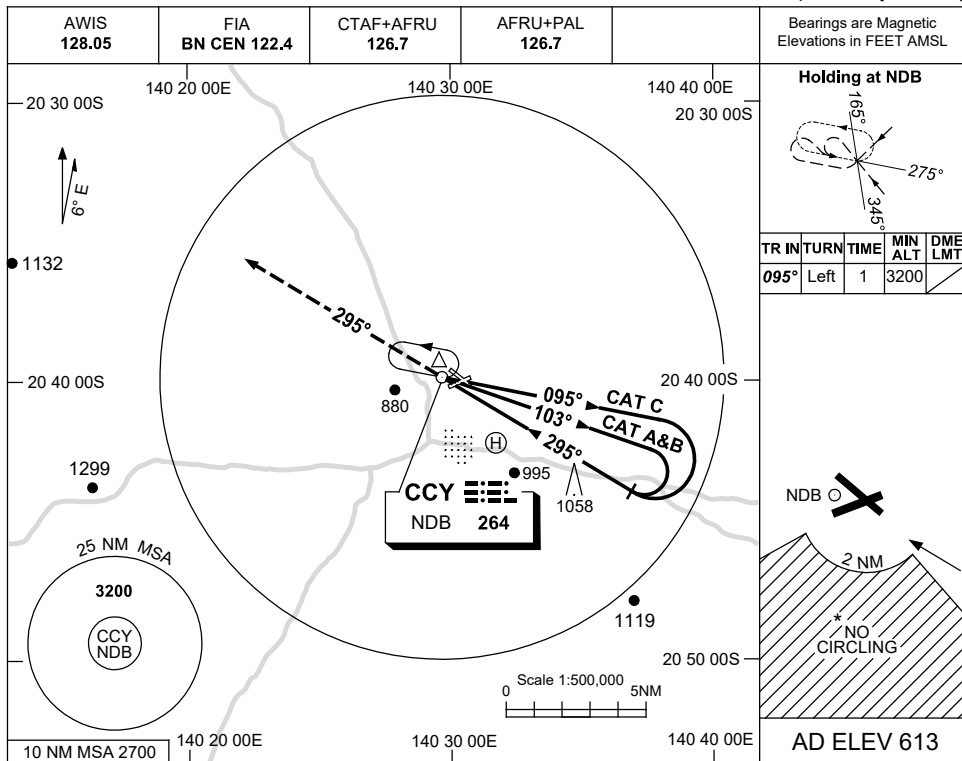 AWIS
128.05
FIA
BN CEN 122.4
CTAF+AFRU
126.7
AFRU+PAL
126.7
Bearings are Magnetic
Elevations in FEET AMSL
140 20 00E
140 30 00E
140 40 00E
20 30 00S
20 30 00S
6° E
1132
295°
20 40 00S
20 40 00S
880
095°
CAT C
103°
CAT A&B
295°
H
995
1058
1299
CCY
NDB 264
25 NM MSA
3200
CCY
NDB
1119
20 50 00S
Scale 1:500,000
0
5NM
10 NM MSA 2700
140 20 00E
140 30 00E
140 40 00E
Holding at NDB
165°
275°
345°
TR IN TURN TIME MIN ALT DME LMT
095° Left 1 3200
NDB
2 NM
* NO
CIRCLING
AD ELEV 613